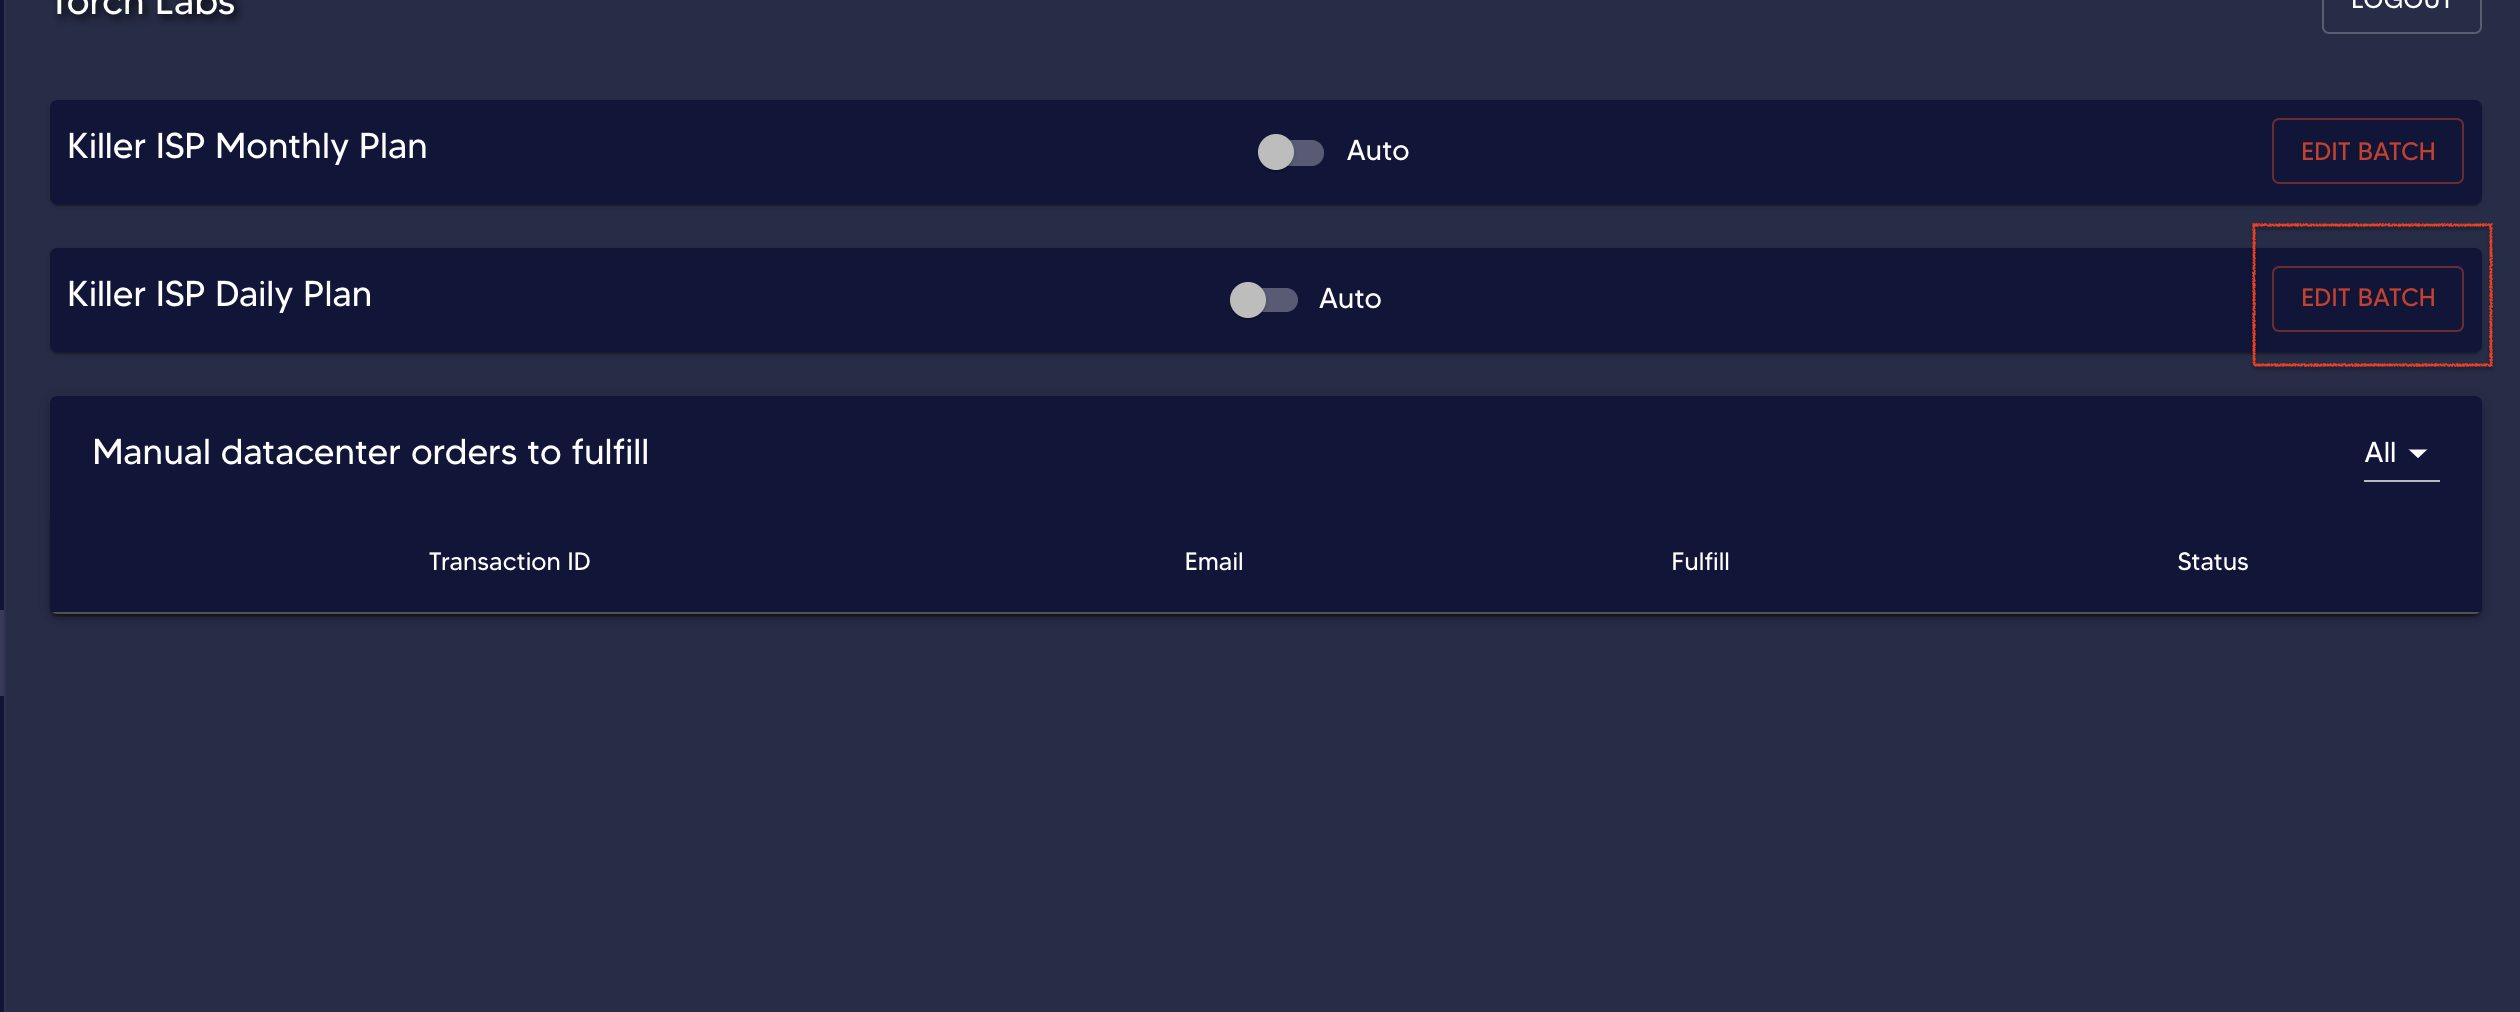 Torch Labs
LOGOUT
Killer ISP Monthly Plan
Auto
EDIT BATCH
Killer ISP Daily Plan
Auto
EDIT BATCH
Manual datacenter orders to fulfill
All
Transaction ID Email Fulfill Status